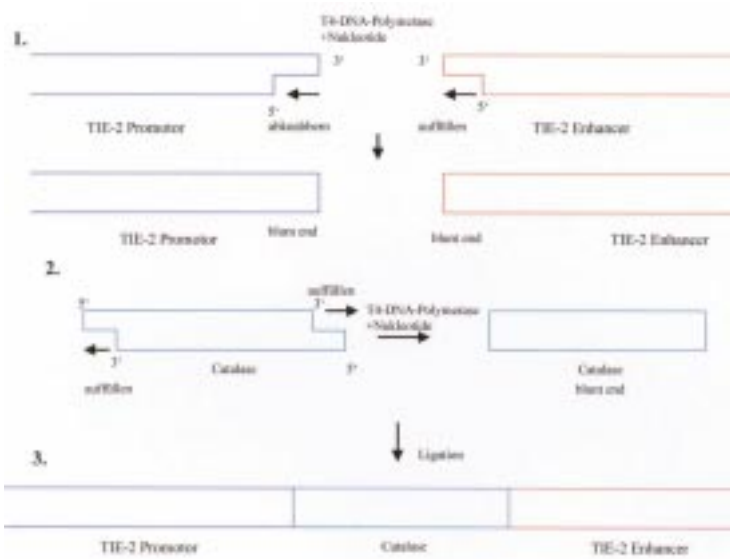 T4-DNA-Polymerase
+Nukleotide
1.
3'
3'
5'
5'
TIE-2 Promotor
auffüllen
TIE-2 Enhancer
blunt end
blunt end
TIE-2 Promotor
TIE-2 Enhancer
2.
auffüllen
5'
3'
T4-DNA-Polymerase
+Nukleotide
3'
Catalase
5'
Catalase
auffüllen
blunt end
Ligation
3.
TIE-2 Promotor
Catalase
TIE-2 Enhancer